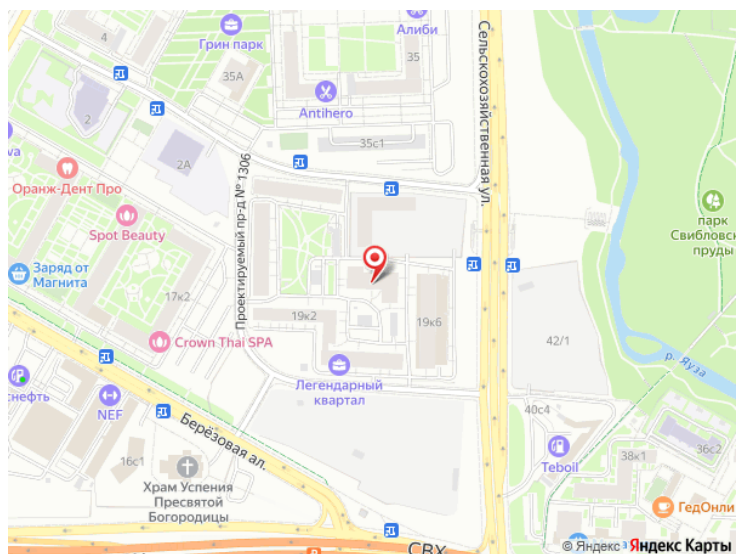 4
Грин парк
Алиби
35
35А
Antihero
2
35с1
2А
Сельскохозяйственная ул.
Проектируемый пр-д № 1306
Оранж-Дент Про
Spot Beauty
парк
Свибловск
пруды
Заряд от
Магнита
17к2
19к2
19к6
42/1
Crown Thai SPA
р. Яуза
Легендарный
квартал
снефть
NEF
Берёзовая ал.
40с4
Teboil
38к1
36с2
16с1
Храм Успения
Пресвятой
Богородицы
ГедОнли
СВХ
© Яндекс Яндекс Карты